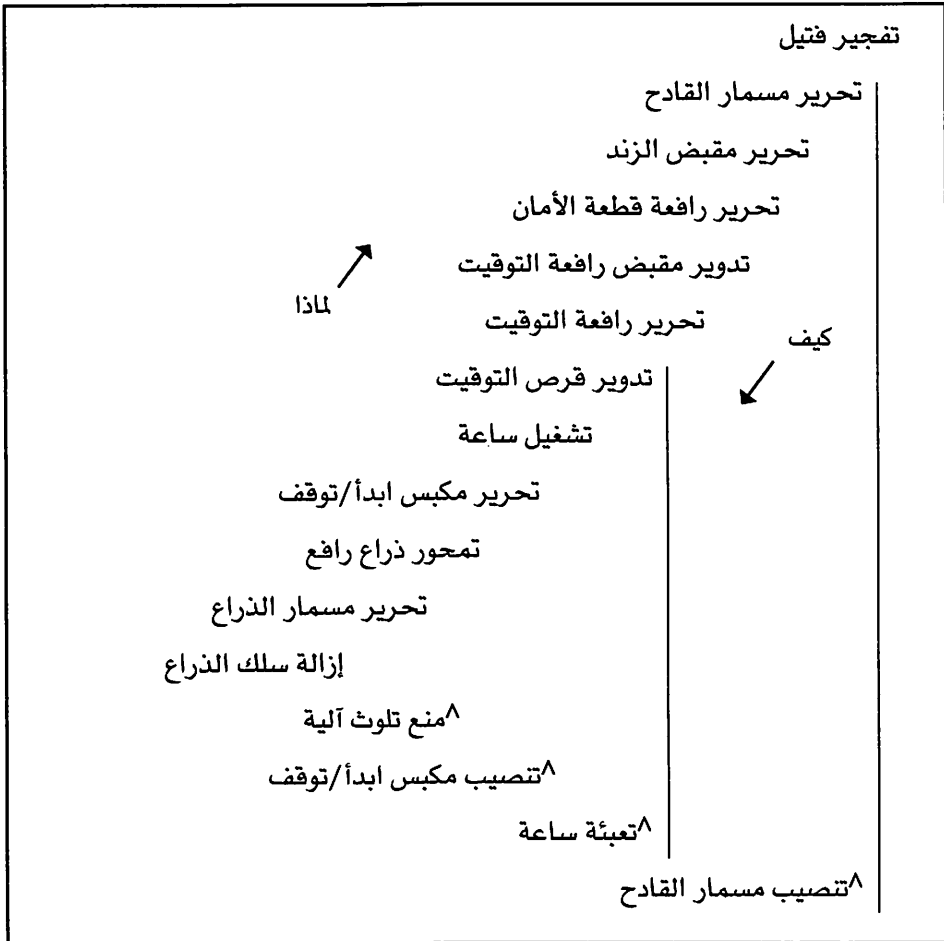 تفجير فتيل
تحرير مسمار القادح
تحرير مقبض الزند
تحرير رافعة قطعة الأمان
تدوير مقبض رافعة التوقيت
لماذا
تحرير رافعة التوقيت
كيف
تدوير قرص التوقيت
تشغيل ساعة
تحرير مكبس ابدأ/توقف
تمحور ذراع رافع
تحرير مسمار الذراع
إزالة سلك الذراع
^منع تلوث آلية
^تنصيب مكبس ابدأ/توقف
^تعبئة ساعة
^تنصيب مسمار القادح